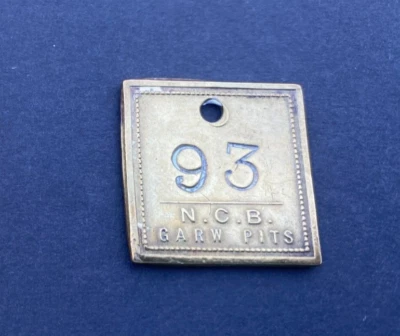 93
N.C.B.
GARW PITS